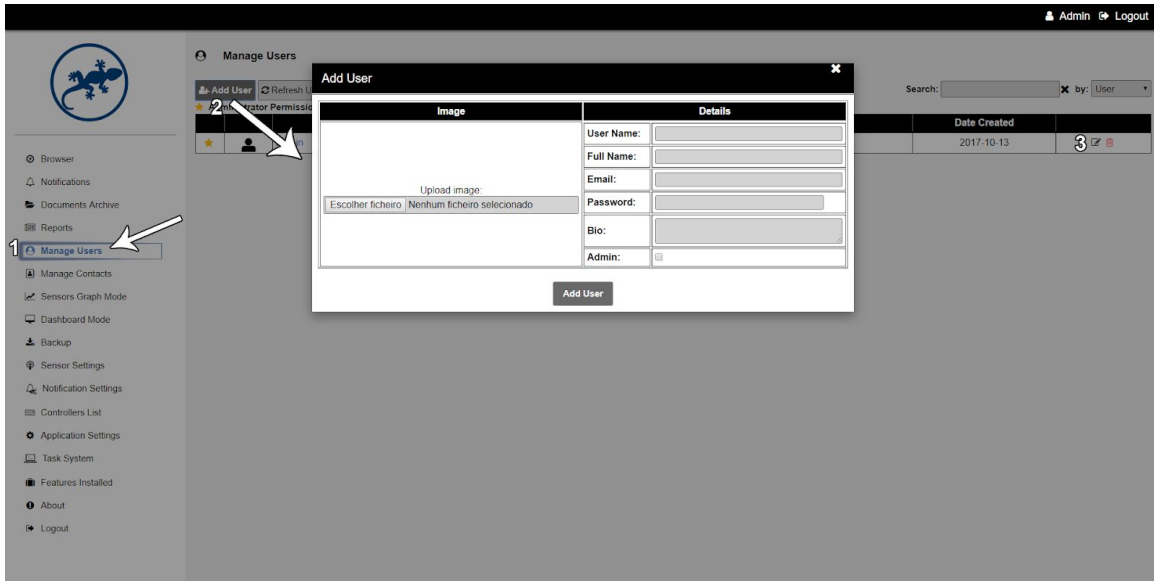 Admin Logout
Manage Users
Add User
Add User Refresh
Search: by: User
2
Permissio
Image Details
Date Created
User Name:
2017-10-13
3
Full Name:
Email:
Upload image:
Escolher ficheiro Nenhum ficheiro selecionado
Password:
Bio:
Admin:
Add User
Browser
Notifications
Documents Archive
Reports
1 Manage Users
Manage Contacts
Sensors Graph Mode
Dashboard Mode
Backup
Sensor Settings
Notification Settings
Controllers List
Application Settings
Task System
Features Installed
About
Logout